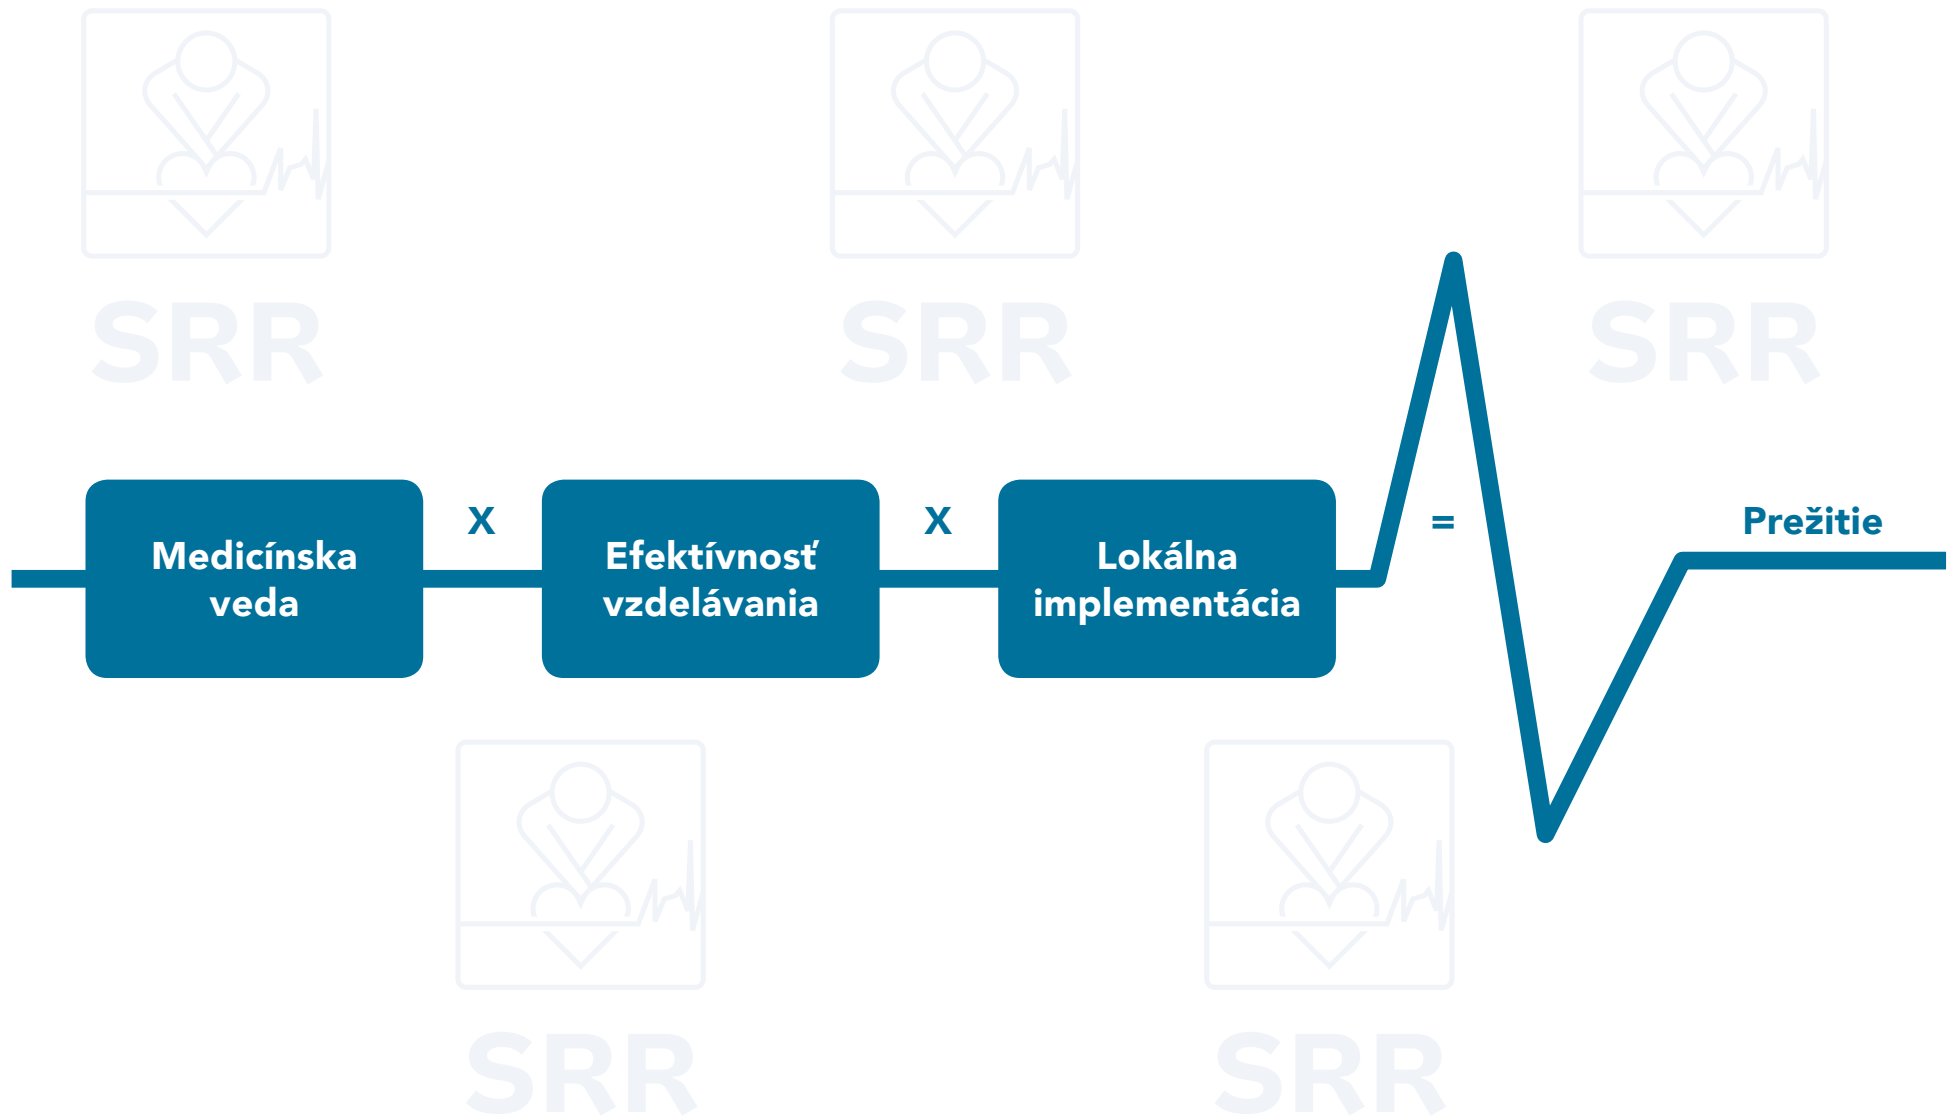 SRR
SRR
SRR
Medicínska
veda
X
Efektívnosť
vzdelávania
X
Lokálna
implementácia
=
Prežitie
SRR
SRR